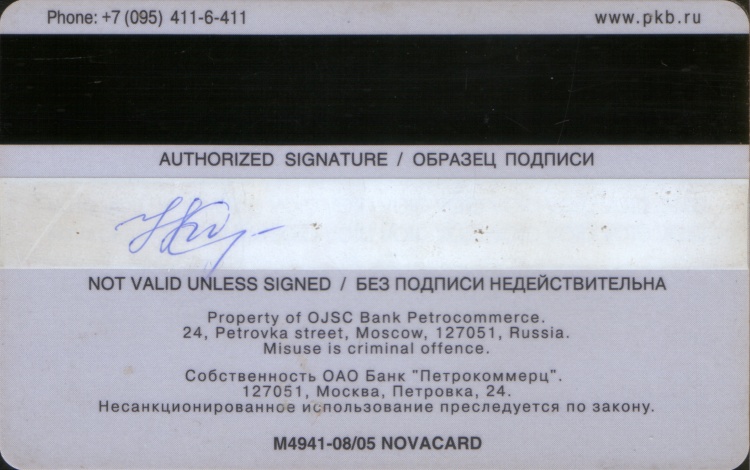 Phone: +7 (095) 411-6-411 www.pkb.ru
AUTHORIZED SIGNATURE / ОБРАЗЕЦ ПОДПИСИ
NOT VALID UNLESS SIGNED / БЕЗ ПОДПИСИ НЕДЕЙСТВИТЕЛЬНА
Property of OJSC Bank Petrocommerce.
24, Petrovka street, Moscow, 127051, Russia.
Misuse is criminal offence.
Собственность ОАО Банк "Петрокоммерц".
127051, Москва, Петровка, 24.
Несанкционированное использование преследуется по закону.
M4941-08/05 NOVACARD